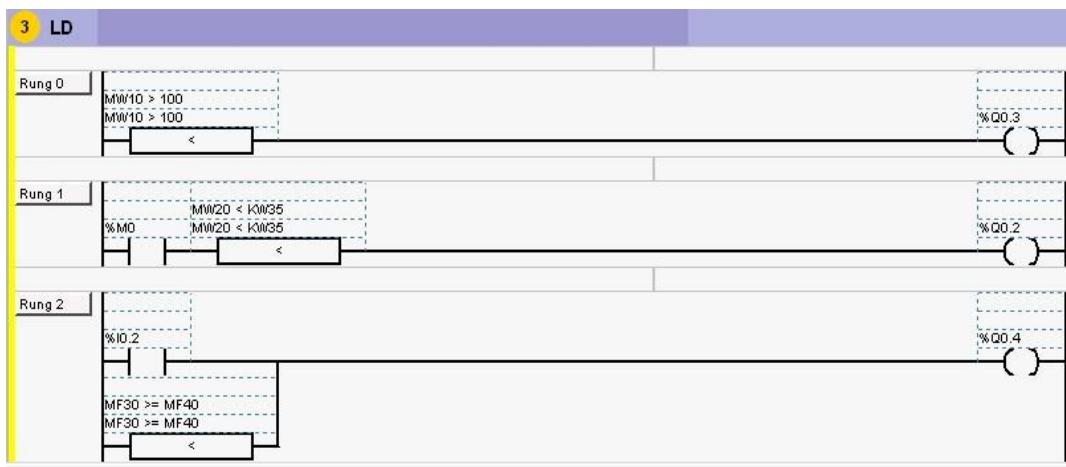 3 LD
Rung 0
MW10 > 100
MW10 > 100
%Q0.3
<
Rung 1
MW20 < KW35
%M0
MW20 < KW35
%Q0.2
<
Rung 2
%I0.2
%Q0.4
MF30 >= MF40
MF30 >= MF40
<